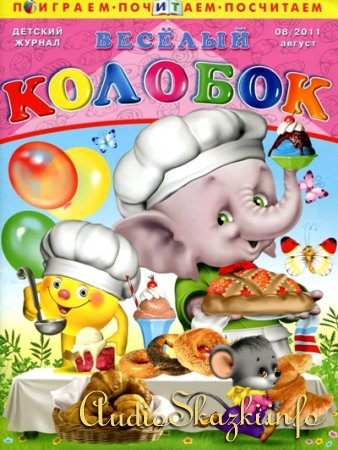 ПОИГРАЕМ-ПОЧИТАЕМ-ПОСЧИТАЕМ
ДЕТСКИЙ
ЖУРНАЛ
ВЕСЁЛЫЙ
08/2011
август
КОЛОБОК
AudioSkazki.info